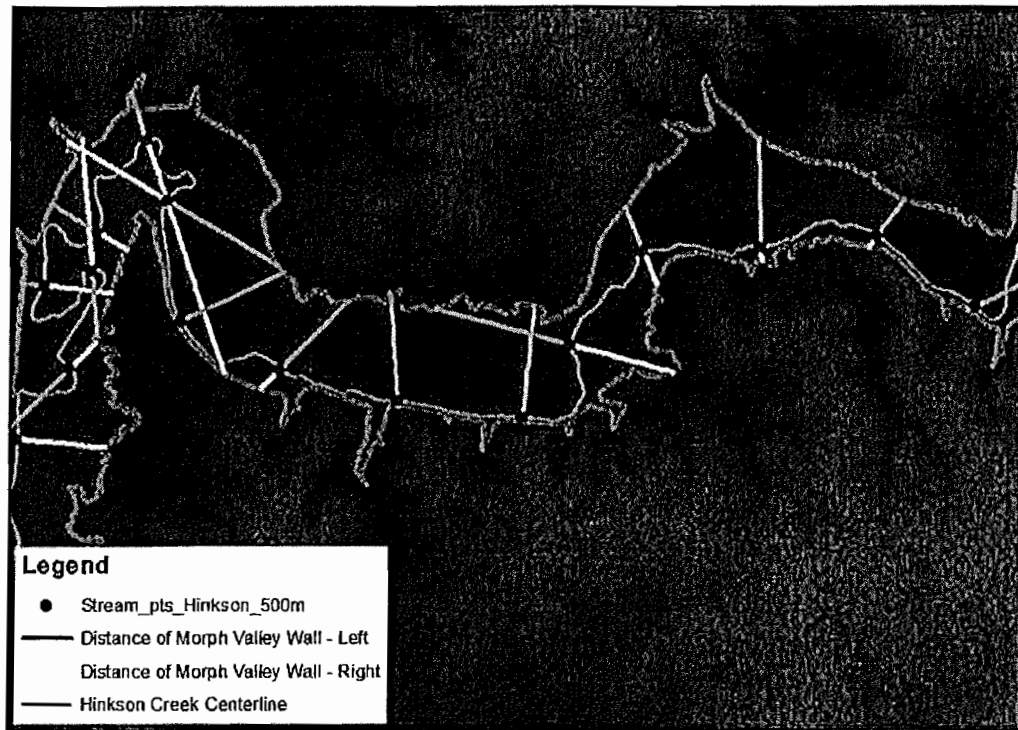 Legend
Stream_pts_Hinkson_500m
Distance of Morph Valley Wall - Left
Distance of Morph Valley Wall - Right
Hinkson Creek Centerline